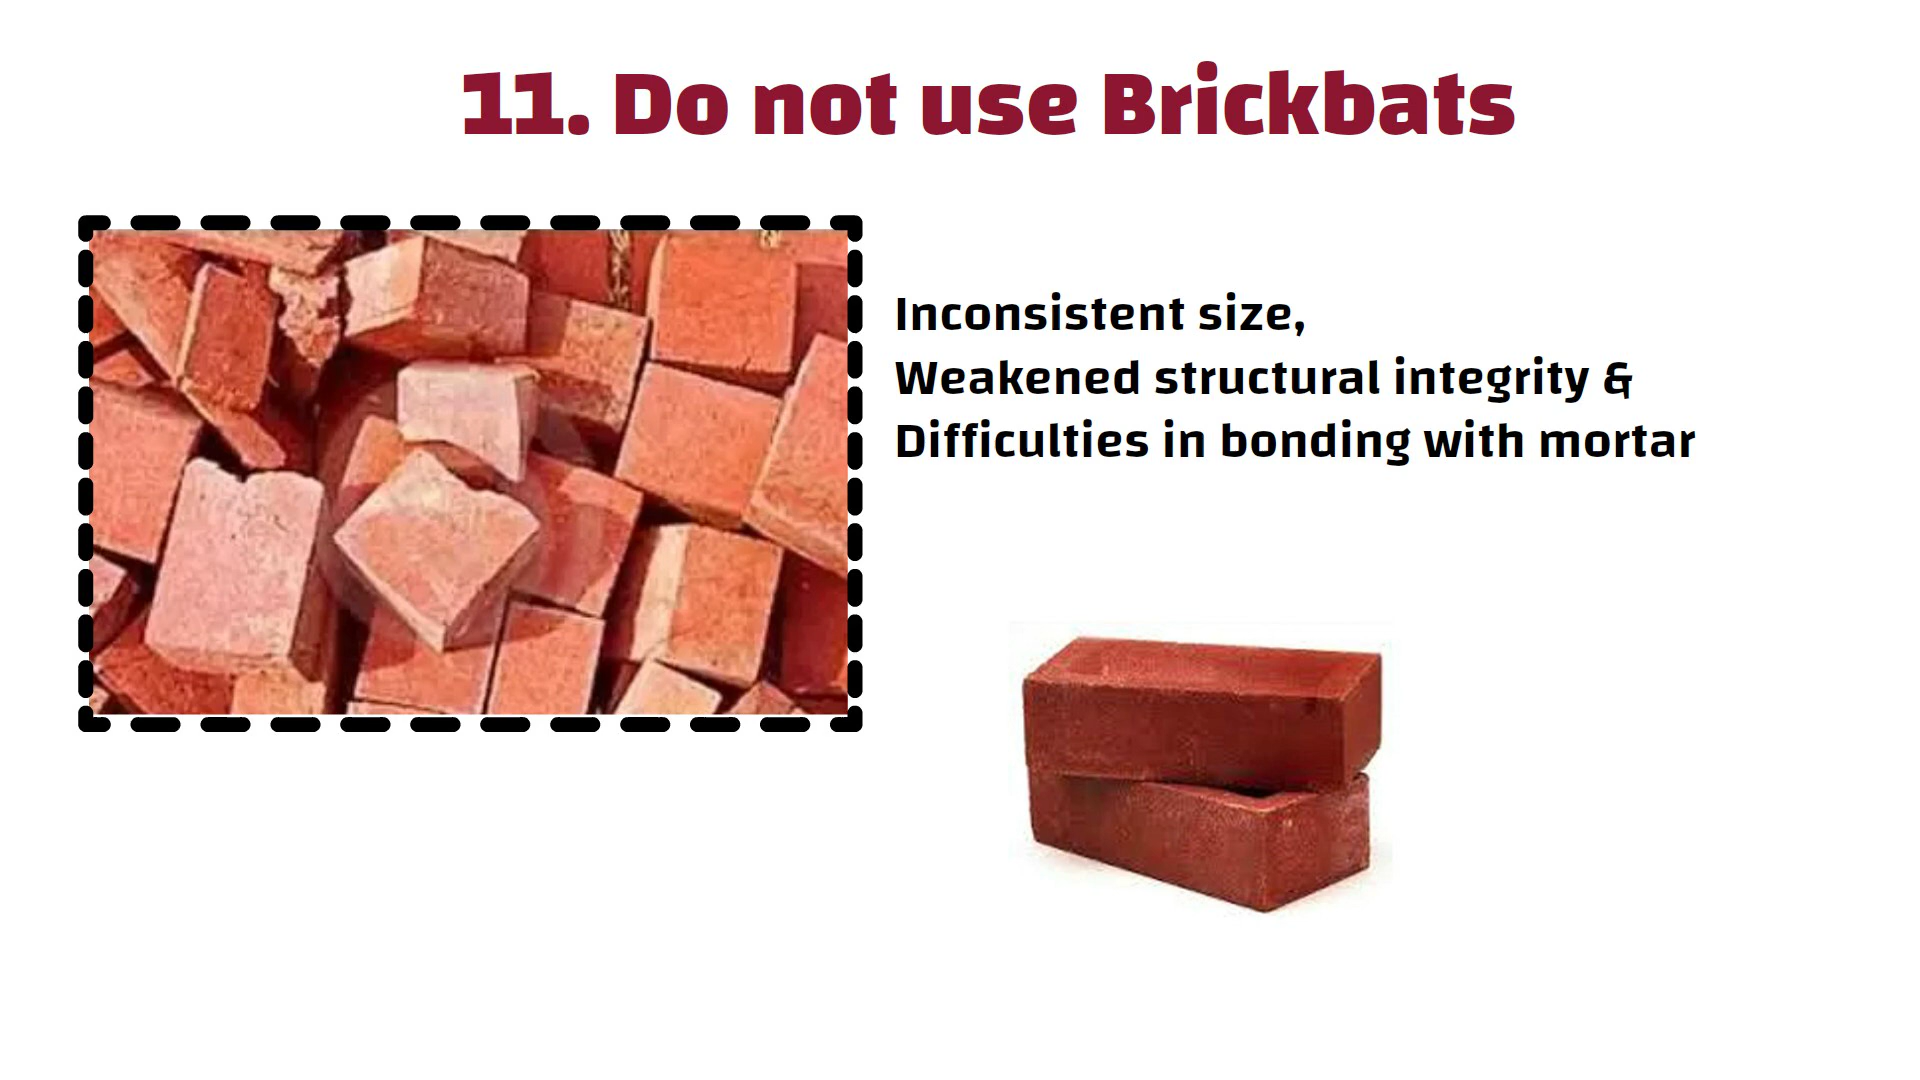 11. Do not use Brickbats
Inconsistent size,
Weakened structural integrity &
Difficulties in bonding with mortar